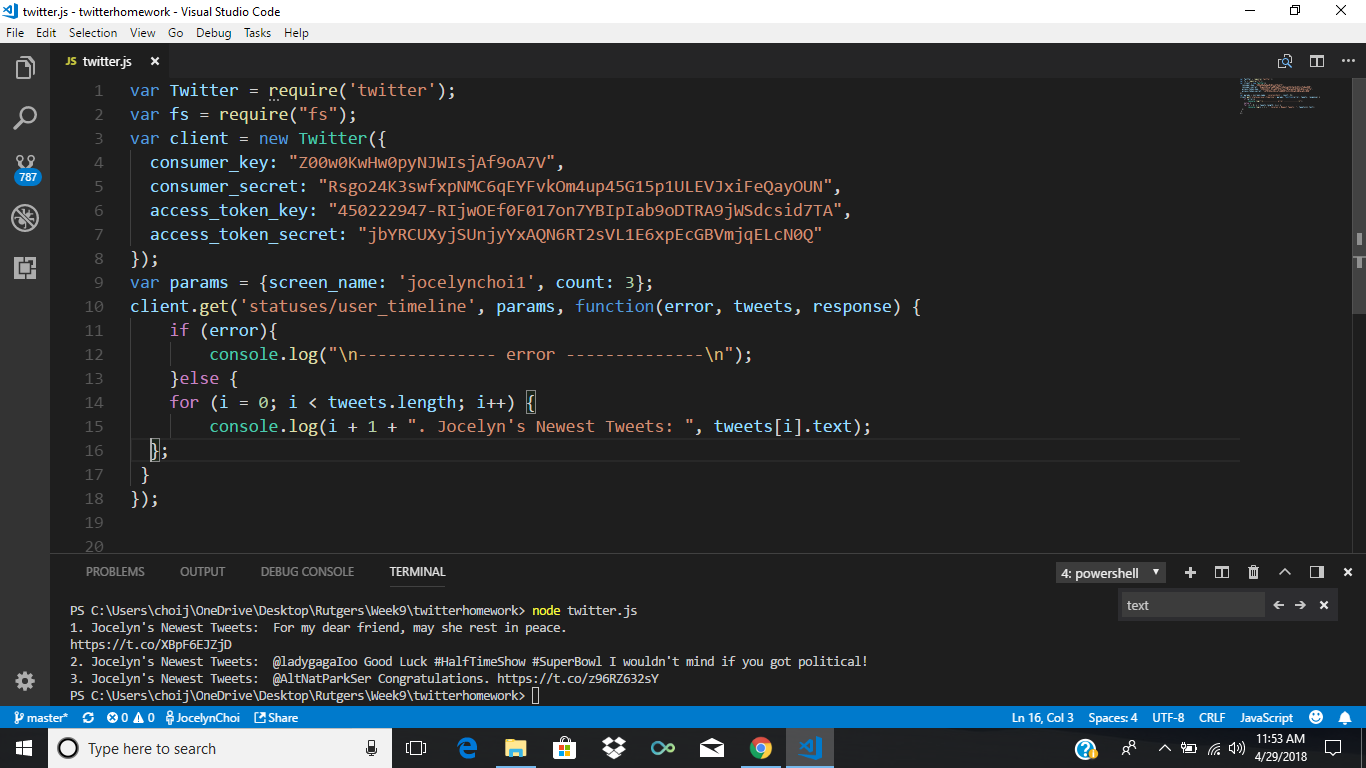 twitter.js - twitterhomework - Visual Studio Code
File Edit Selection View Go Debug Tasks Help
JS twitter.js
1 var Twitter = require('twitter');
2 var fs = require("fs");
3 var client = new Twitter({
4 consumer_key: "Z00w0KwHw0pyNJWIsjAf9oA7V",
5 consumer_secret: "Rsgo24K3swfxpNMC6qEYFvkOm4up45G15p1ULEVJxiFeQayOUN",
6 access_token_key: "450222947-RIjwOEf0F017on7YBIpIab9oDTRA9jWSdcsid7TA",
7 access_token_secret: "jbYRCUXyjSUnjyYxAQN6RT2sVL1E6xpEcGBVmjqELcN0Q"
8 });
9 var params = {screen_name: 'jocelynchoi1', count: 3};
10 client.get('statuses/user_timeline', params, function(error, tweets, response) {
11 if (error){
12 console.log("\n-------------- error --------------\n");
13 }else {
14 for (i = 0; i < tweets.length; i++) {
15 console.log(i + 1 + ". Jocelyn's Newest Tweets: ", tweets[i].text);
16 };
17 }
18 });
19
20
787
PROBLEMS OUTPUT DEBUG CONSOLE TERMINAL 4: powershell
text
PS C:\Users\choij\OneDrive\Desktop\Rutgers\Week9\twitterhomework> node twitter.js
1. Jocelyn's Newest Tweets:  For my dear friend, may she rest in peace.
https://t.co/XBpF6EJZjD
2. Jocelyn's Newest Tweets:  @ladygagaIoo Good Luck #HalfTimeShow #SuperBowl I wouldn't mind if you got political!
3. Jocelyn's Newest Tweets:  @AltNatParkSer Congratulations. https://t.co/z96RZ632sY
PS C:\Users\choij\OneDrive\Desktop\Rutgers\Week9\twitterhomework>
master* 0 0 JocelynChoi Share Ln 16, Col 3 Spaces: 4 UTF-8 CRLF JavaScript
Type here to search
11:53 AM
4/29/2018